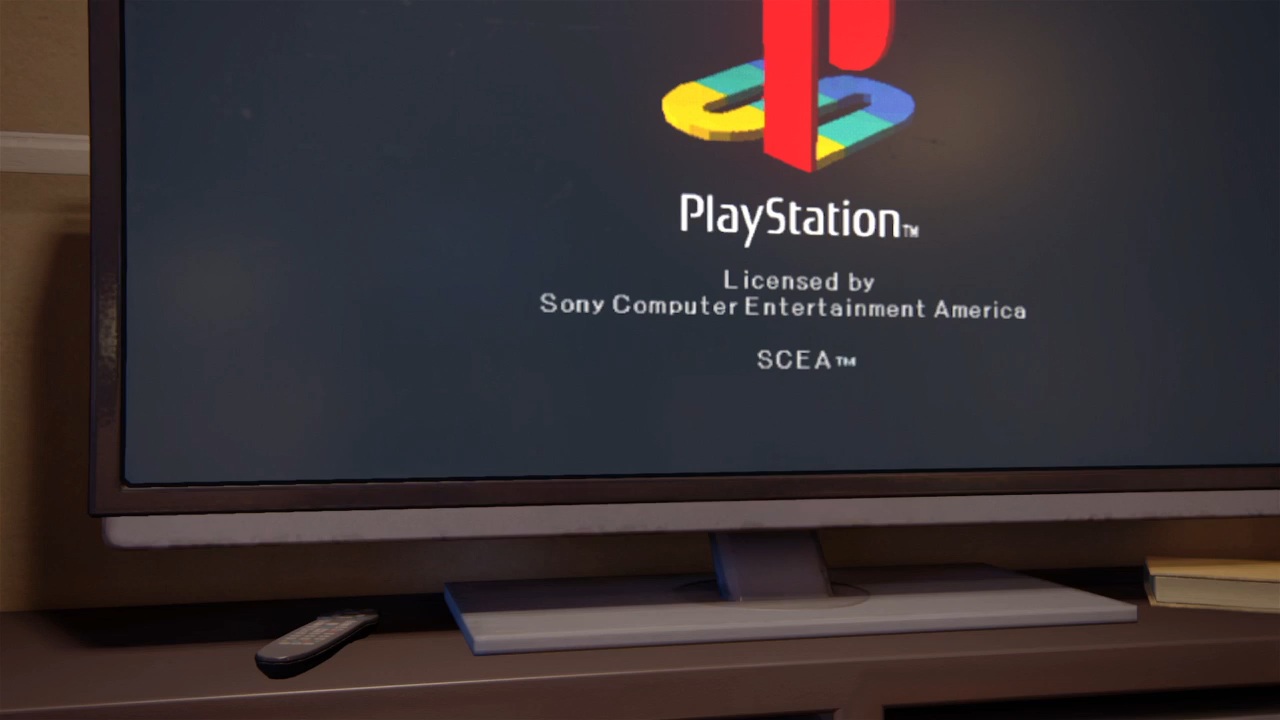 PlayStation™
Licensed by
Sony Computer Entertainment America
SCEA™